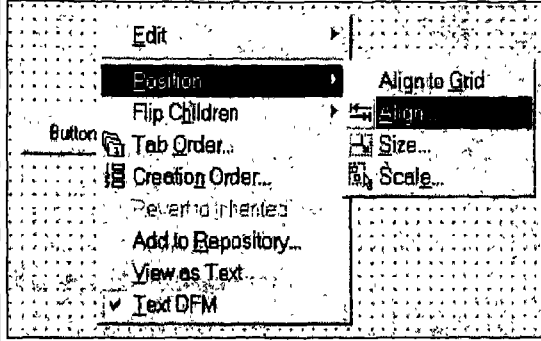 Edit
Position
Flip Children
Button
Tab Order...
Creation Order...
Revert to Inherited
Add to Repository...
View as Text
Text DFM
Align to Grid
Align...
Size...
Scale...